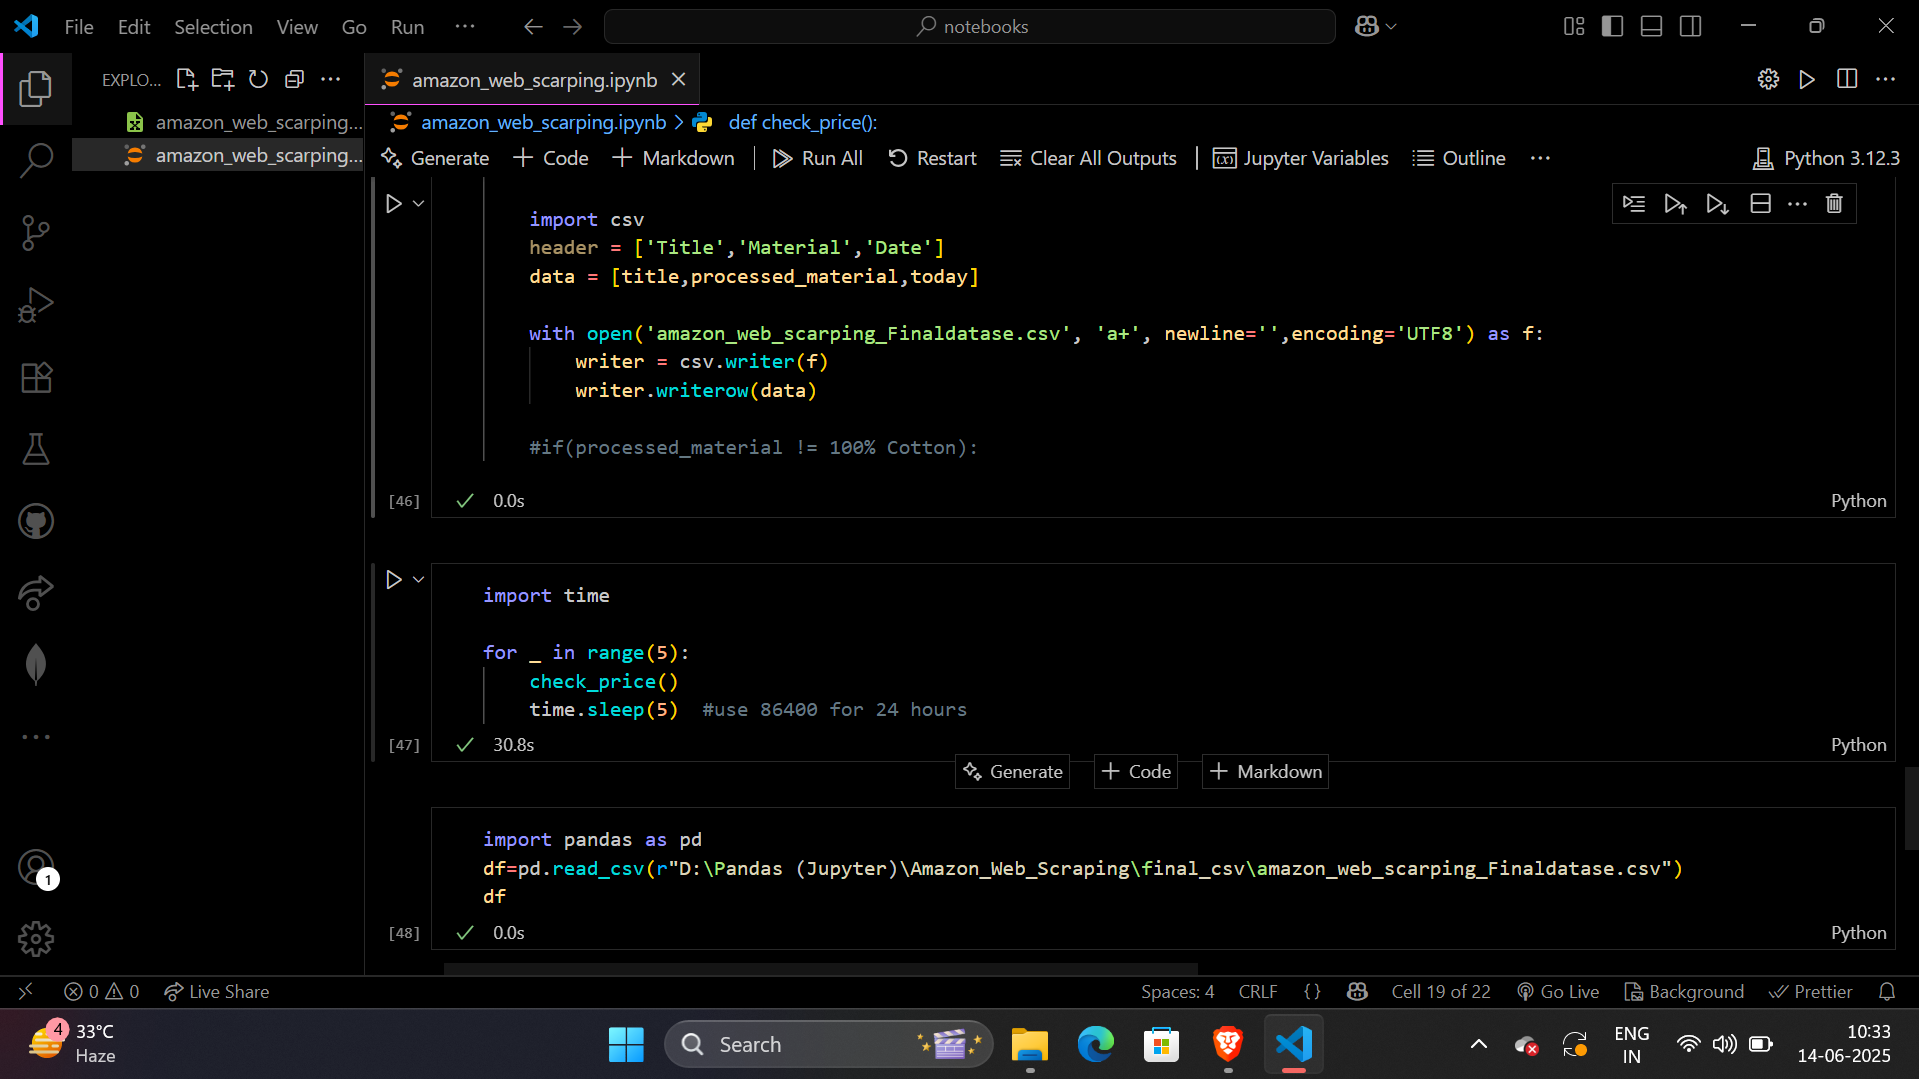 File Edit Selection View Go Run ···
notebooks
EXPLO...
amazon_web_scarping.ipynb
amazon_web_scarping...
amazon_web_scarping...
amazon_web_scarping.ipynb > def check_price():
Generate + Code + Markdown Run All Restart Clear All Outputs Jupyter Variables Outline ··· Python 3.12.3
import csv
header = ['Title','Material','Date']
data = [title,processed_material,today]
with open('amazon_web_scarping_Finaldatase.csv', 'a+', newline='',encoding='UTF8') as f:
writer = csv.writer(f)
writer.writerow(data)
#if(processed_material != 100% Cotton):
[46] 0.0s Python
import time
for _ in range(5):
check_price()
time.sleep(5) #use 86400 for 24 hours
[47] 30.8s Python
Generate + Code + Markdown
import pandas as pd
df=pd.read_csv(r"D:\Pandas (Jupyter)\Amazon_Web_Scraping\final_csv\amazon_web_scarping_Finaldatase.csv")
df
[48] 0.0s Python
1
0 0 Live Share Spaces: 4 CRLF {} Cell 19 of 22 Go Live Background Prettier
4 33°C
Haze
Search
ENG
IN
10:33
14-06-2025